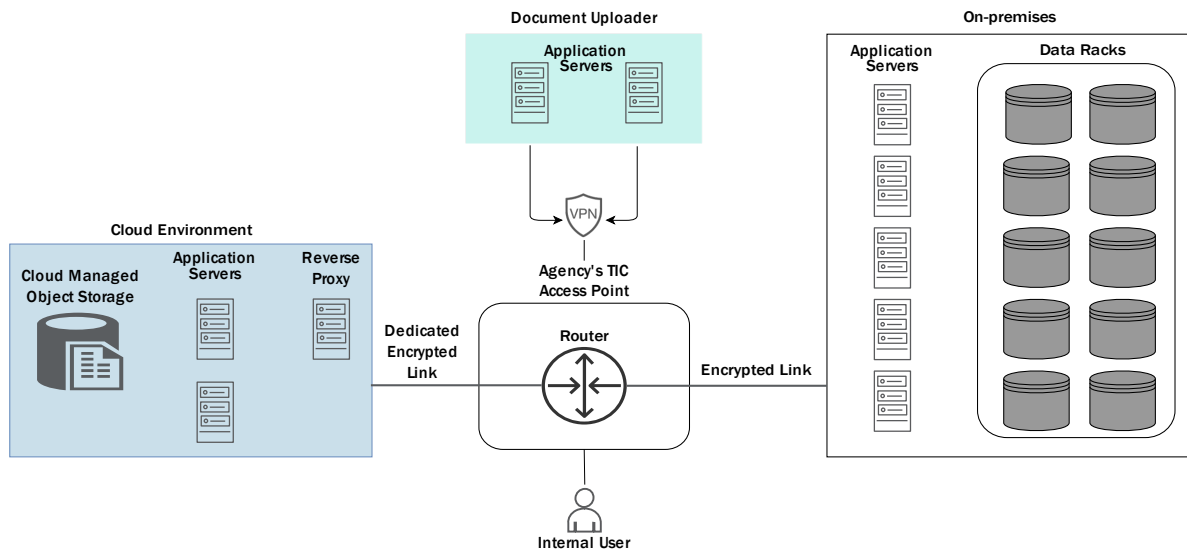 Document Uploader
Application
Servers
VPN
On-premises
Application
Servers
Data Racks
Cloud Environment
Cloud Managed
Object Storage
Application
Servers
Reverse
Proxy
Agency's TIC
Access Point
Router
Dedicated
Encrypted
Link
Encrypted Link
Internal User